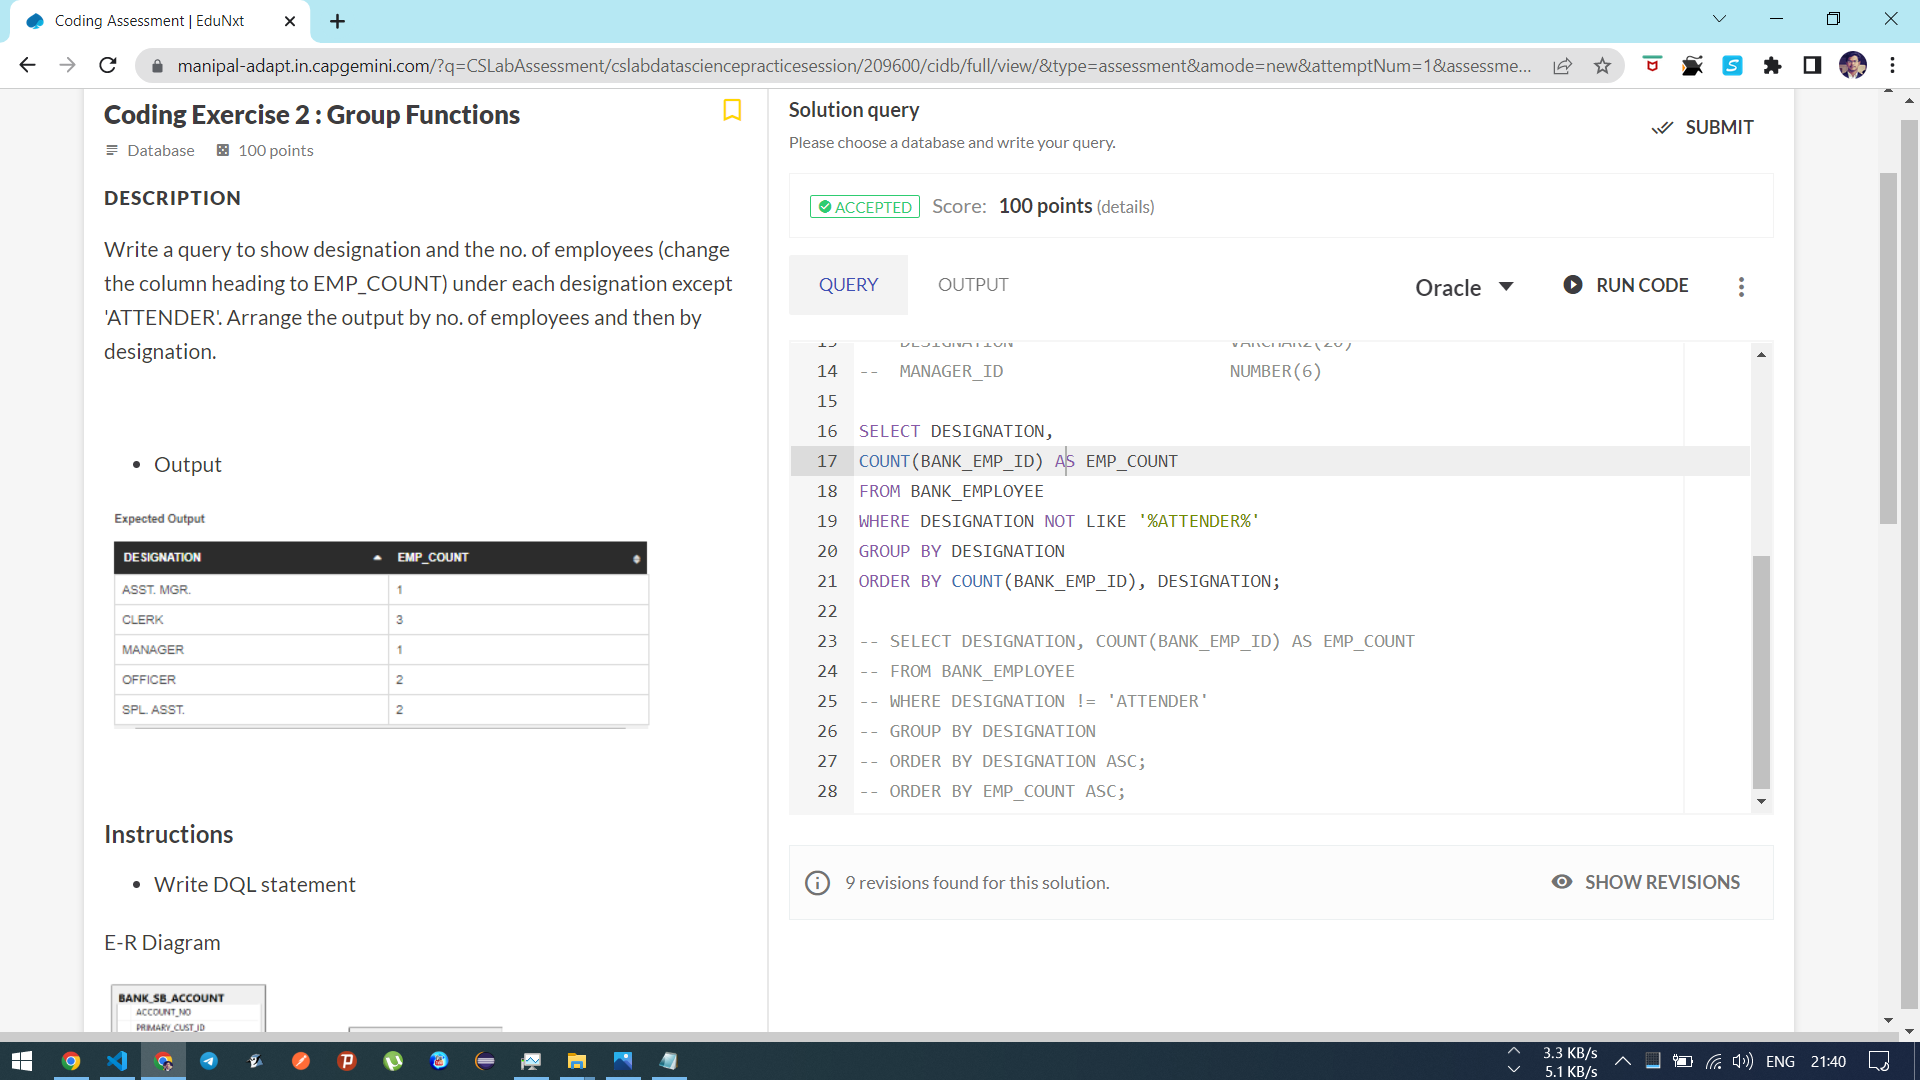 Coding Assessment | EduNxt
manipal-adapt.in.capgemini.com/?q=CSLabAssessment/cslabdatasciencepracticesession/209600/cidb/full/view/&type=assessment&amode=new&attemptNum=1&assessme...
Coding Exercise 2 : Group Functions
Database 100 points
DESCRIPTION
Write a query to show designation and the no. of employees (change
the column heading to EMP_COUNT) under each designation except
'ATTENDER'. Arrange the output by no. of employees and then by
designation.
• Output
Expected Output
DESIGNATION EMP_COUNT
ASST. MGR. 1
CLERK 3
MANAGER 1
OFFICER 2
SPL. ASST. 2
Instructions
• Write DQL statement
E-R Diagram
BANK_SB_ACCOUNT
ACCOUNT_NO
PRIMARY_CUST_ID
Solution query
Please choose a database and write your query.
SUBMIT
ACCEPTED Score: 100 points (details)
QUERY OUTPUT Oracle RUN CODE
13 DESIGNATION VARCHAR2(20)
14 -- MANAGER_ID NUMBER(6)
15
16 SELECT DESIGNATION,
17 COUNT(BANK_EMP_ID) AS EMP_COUNT
18 FROM BANK_EMPLOYEE
19 WHERE DESIGNATION NOT LIKE '%ATTENDER%'
20 GROUP BY DESIGNATION
21 ORDER BY COUNT(BANK_EMP_ID), DESIGNATION;
22
23 -- SELECT DESIGNATION, COUNT(BANK_EMP_ID) AS EMP_COUNT
24 -- FROM BANK_EMPLOYEE
25 -- WHERE DESIGNATION != 'ATTENDER'
26 -- GROUP BY DESIGNATION
27 -- ORDER BY DESIGNATION ASC;
28 -- ORDER BY EMP_COUNT ASC;
9 revisions found for this solution. SHOW REVISIONS
3.3 KB/s
5.1 KB/s
ENG 21:40